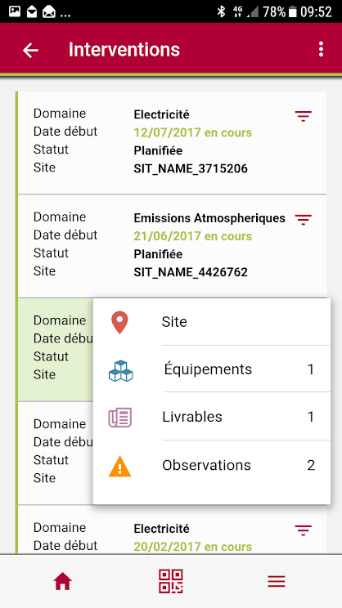 ... 4G 78% 09:52
Interventions
Domaine Electricité
Date début 12/07/2017 en cours
Statut Planifiée
Site SIT_NAME_3715206
Domaine Emissions Atmospheriques
Date début 21/06/2017 en cours
Statut Planifiée
Site SIT_NAME_4426762
Domaine
Date débu
Statut
Site
Site
Équipements 1
Livrables 1
Observations 2
Domaine
Date débu
Statut
Site
Domaine Electricité
Date début 20/02/2017 en cours